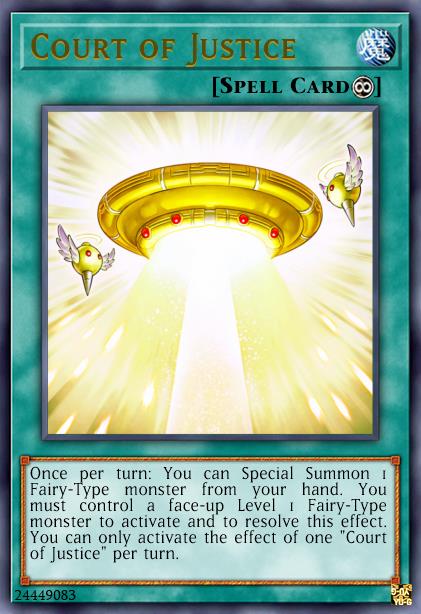 Court of Justice
魔
[Spell Card∞]
Once per turn: You can Special Summon 1
Fairy-Type monster from your hand. You
must control a face-up Level 1 Fairy-Type
monster to activate and to resolve this effect.
You can only activate the effect of one "Court
of Justice" per turn.
24449083